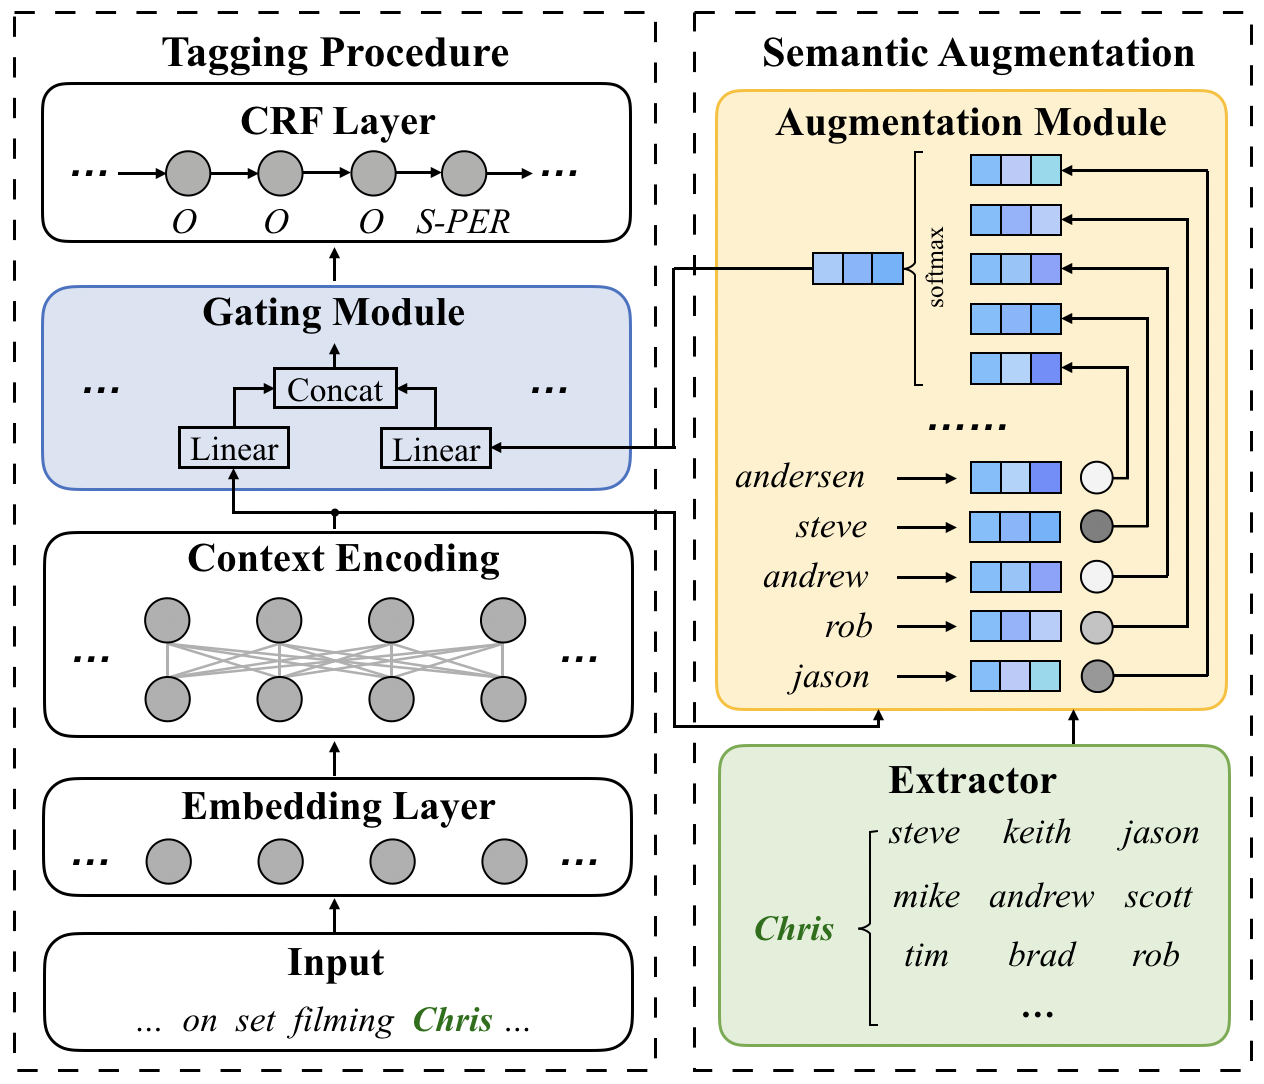 Tagging Procedure
CRF Layer
... ...
O O O S-PER
Gating Module
... Concat ...
Linear Linear
Context Encoding
... ...
Embedding Layer
... ...
Input
... on set filming Chris ...
Semantic Augmentation
Augmentation Module
softmax
......
andersen
steve
andrew
rob
jason
Extractor
steve keith jason
mike andrew scott
Chris
tim brad rob
...